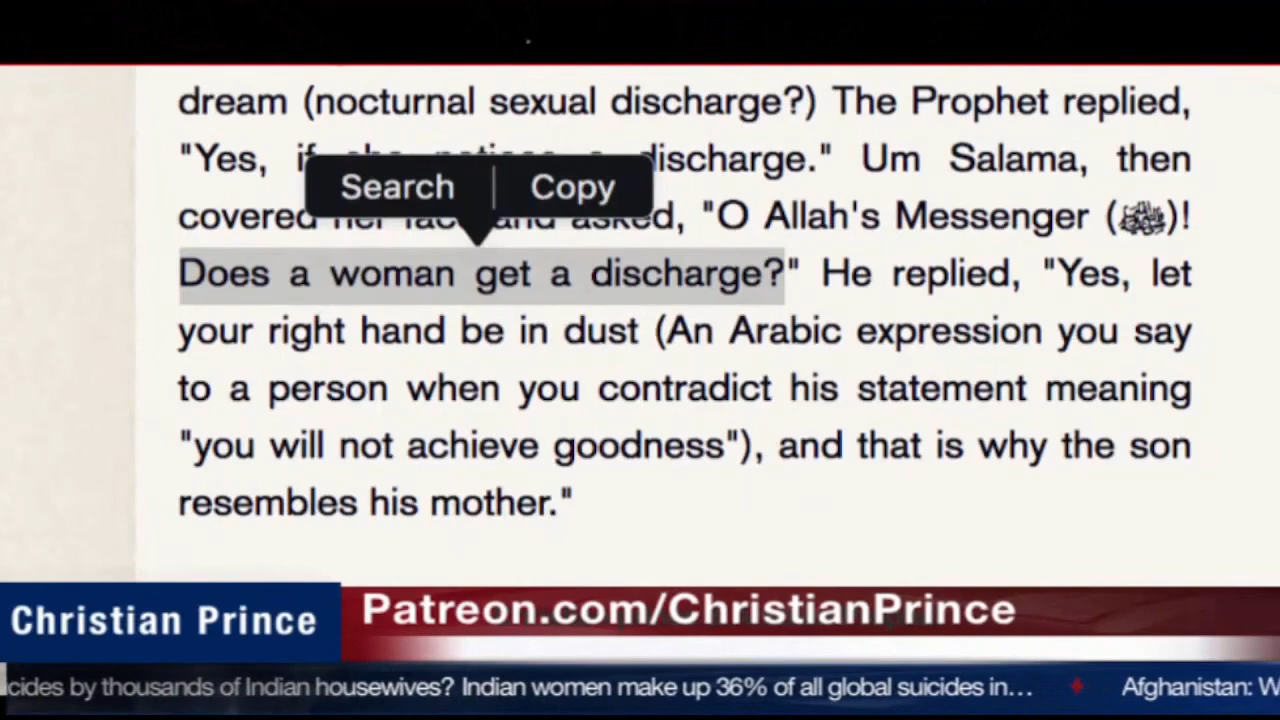 dream (nocturnal sexual discharge?) The Prophet replied,
"Yes, if discharge." Um Salama, then
Search Copy
covered and asked, "O Allah's Messenger (ﷺ)!
Does a woman get a discharge?" He replied, "Yes, let
your right hand be in dust (An Arabic expression you say
to a person when you contradict his statement meaning
"you will not achieve goodness"), and that is why the son
resembles his mother."
Christian Prince
Patreon.com/ChristianPrince
cides by thousands of Indian housewives? Indian women make up 36% of all global suicides in… Afghanistan: W